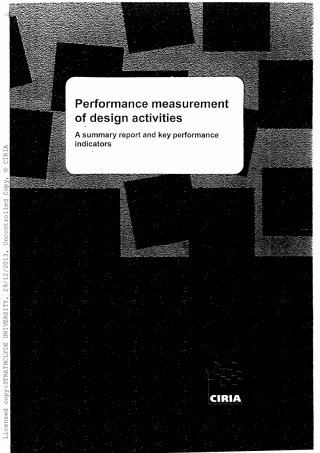 Performance measurement
of design activities
A summary report and key performance
indicators
CIRIA
Licensed copy:STRATHCLYDE UNIVERSITY, 29/12/2013, Uncontrolled Copy, © CIRIA